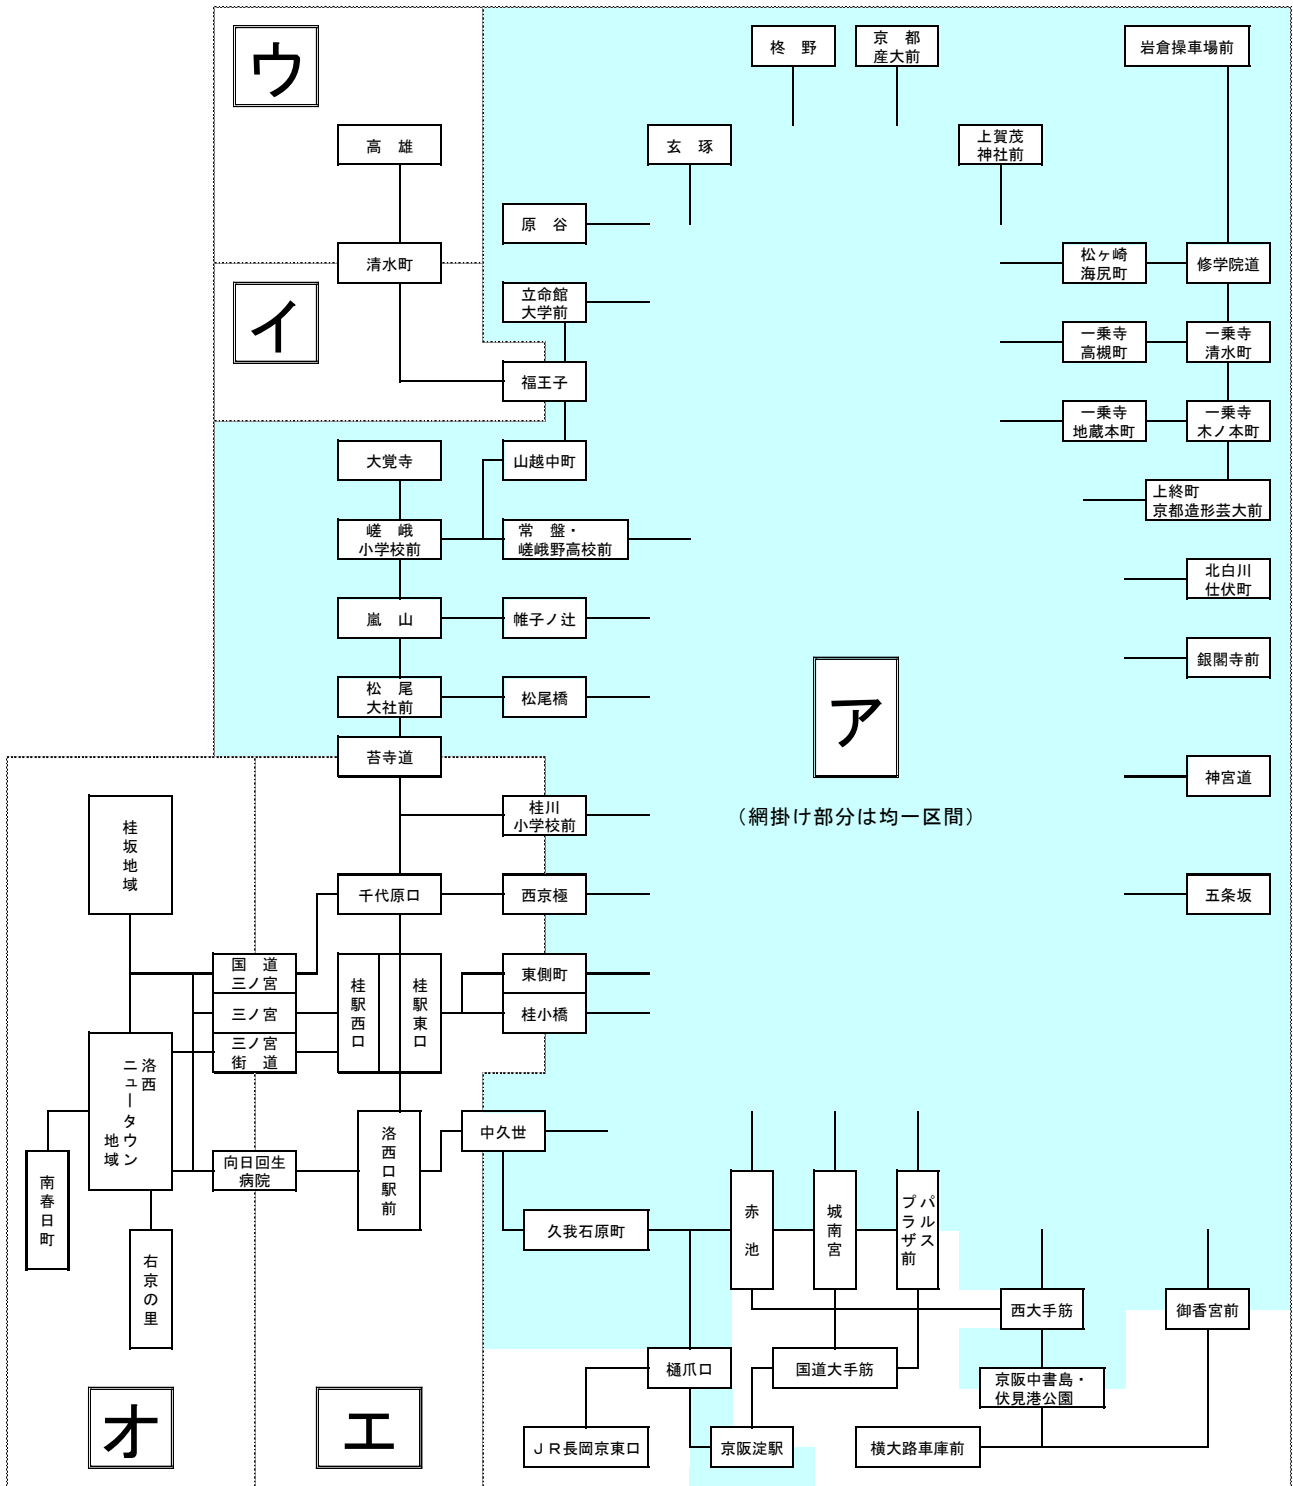 ウ
柊　野
京　都
産大前
岩倉操車場前
高　雄
玄　琢
上賀茂
神社前
原　谷
清水町
松ヶ崎
海尻町
修学院道
イ
立命館
大学前
一乗寺
高槻町
一乗寺
清水町
福王子
一乗寺
地蔵本町
一乗寺
木ノ本町
大覚寺
山越中町
上終町
京都造形芸大前
嵯　峨
小学校前
常　盤・
嵯峨野高校前
北白川
仕伏町
嵐　山
帷子ノ辻
銀閣寺前
松　尾
大社前
松尾橋
ア
苔寺道
神宮道
桂坂地域
桂川
小学校前
（網掛け部分は均一区間）
千代原口
西京極
五条坂
国　道
三ノ宮
桂駅西口
桂駅東口
東側町
三ノ宮
桂小橋
三ノ宮
街　道
洛西
ニュータウン
地域
洛西口駅前
中久世
南春日町
向日回生
病院
赤　池
城南宮
パルス
プラザ前
久我石原町
右京の里
西大手筋
御香宮前
樋爪口
国道大手筋
京阪中書島・
伏見港公園
オ
エ
ＪＲ長岡京東口
京阪淀駅
横大路車庫前